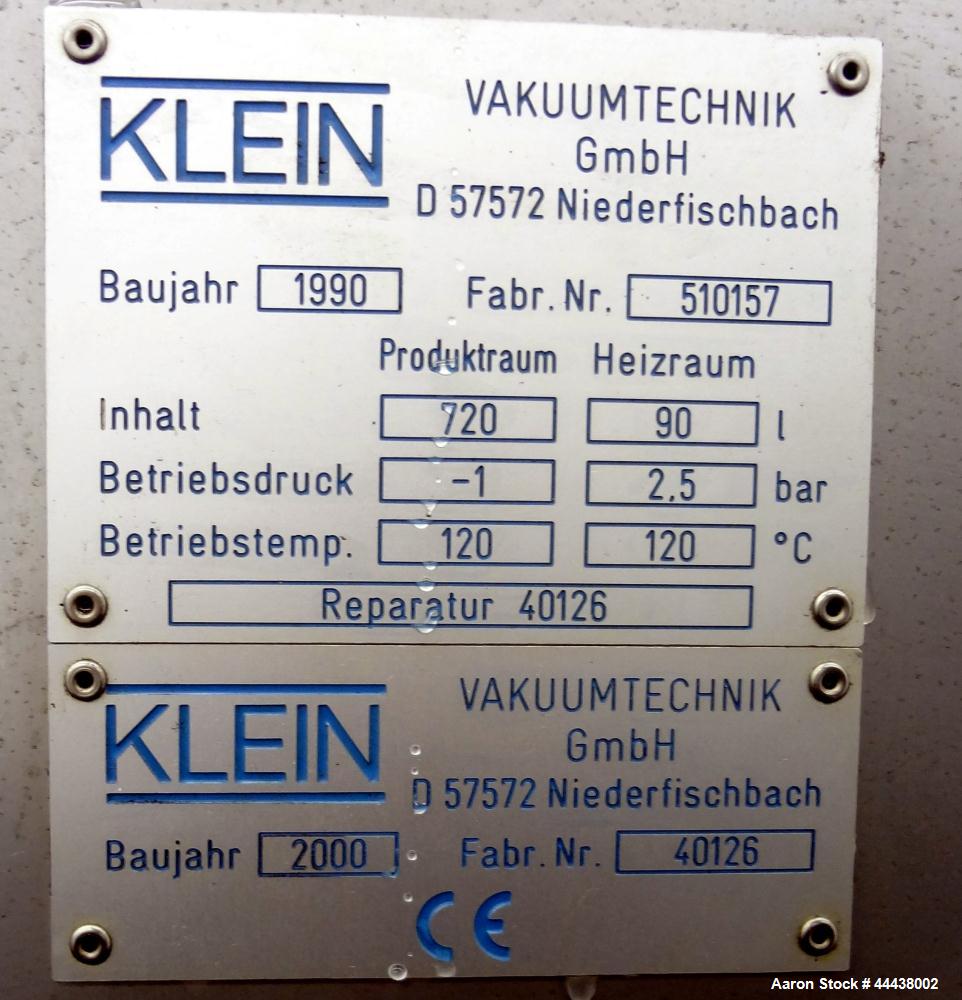 KLEIN
VAKUUMTECHNIK
GmbH
D 57572 Niederfischbach
Baujahr 1990 Fabr. Nr. 510157
Produktraum Heizraum
Inhalt 720 90 l
Betriebsdruck -1 2,5 bar
Betriebstemp. 120 120 °C
Reparatur 40126
KLEIN
VAKUUMTECHNIK
GmbH
D 57572 Niederfischbach
Baujahr 2000 Fabr. Nr. 40126
CE
Aaron Stock # 44438002